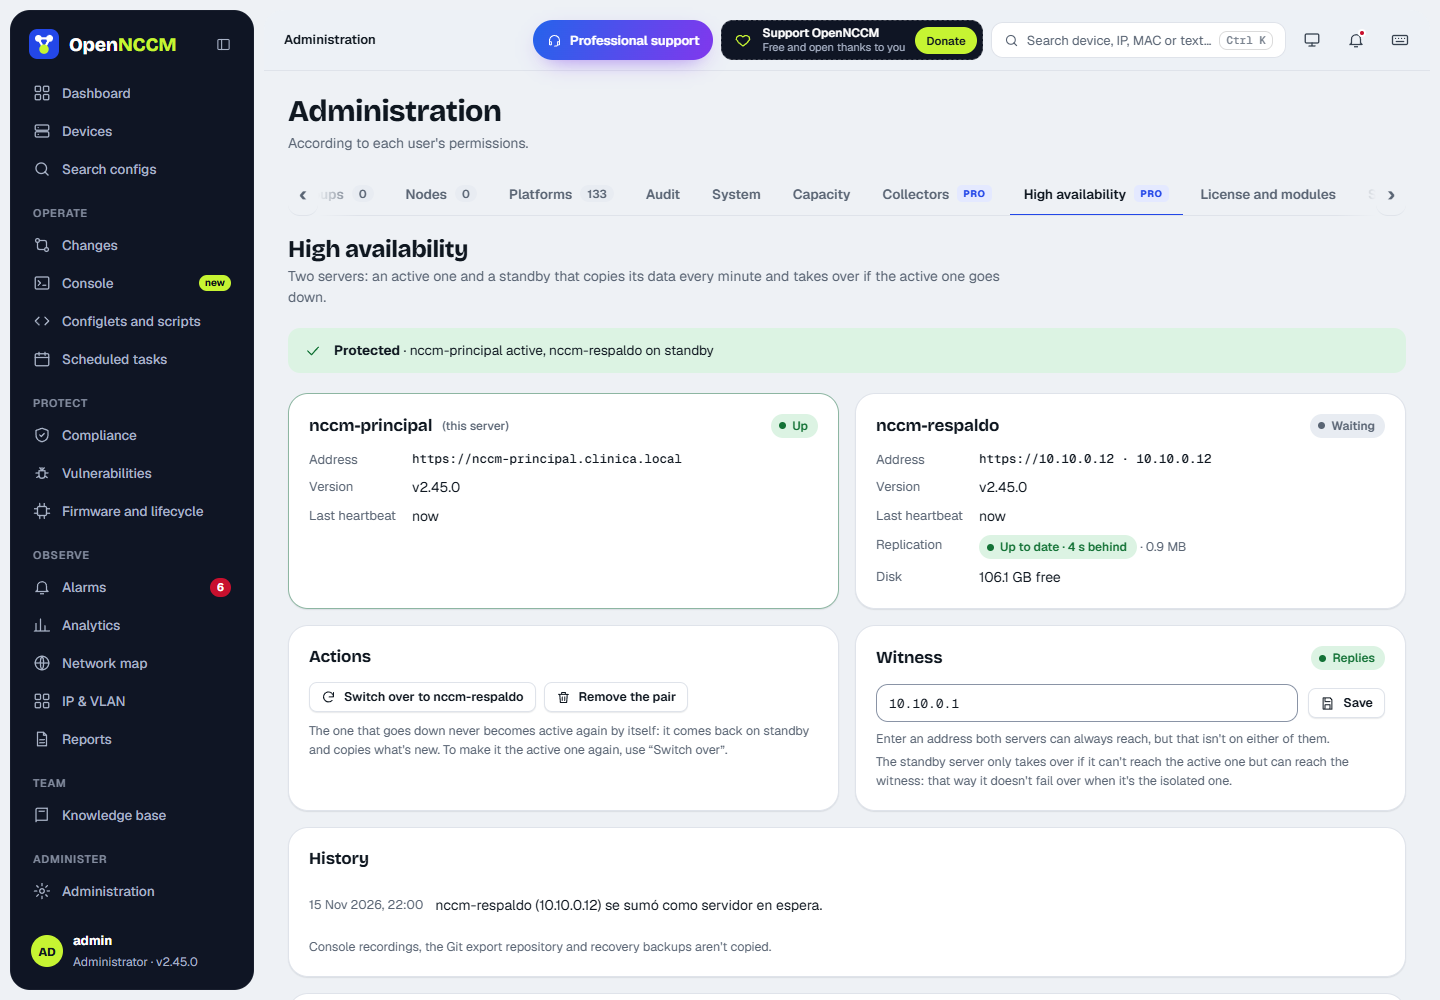 OpenNCCM
Dashboard
Devices
Search configs
OPERATE
Changes
Console new
Configlets and scripts
Scheduled tasks
PROTECT
Compliance
Vulnerabilities
Firmware and lifecycle
OBSERVE
Alarms 6
Analytics
Network map
IP & VLAN
Reports
TEAM
Knowledge base
ADMINISTER
Administration
AD
admin
Administrator · v2.45.0
Administration
Professional support
Support OpenNCCM
Free and open thanks to you
Donate
Search device, IP, MAC or text... Ctrl K
Administration
According to each user's permissions.
‹ ups 0 Nodes 0 Platforms 133 Audit System Capacity Collectors PRO High availability PRO License and modules S ›
High availability
Two servers: an active one and a standby that copies its data every minute and takes over if the active one goes
down.
Protected · nccm-principal active, nccm-respaldo on standby
nccm-principal (this server) Up
Address https://nccm-principal.clinica.local
Version v2.45.0
Last heartbeat now
nccm-respaldo Waiting
Address https://10.10.0.12 · 10.10.0.12
Version v2.45.0
Last heartbeat now
Replication Up to date · 4 s behind · 0.9 MB
Disk 106.1 GB free
Actions
Switch over to nccm-respaldo Remove the pair
The one that goes down never becomes active again by itself: it comes back on standby
and copies what's new. To make it the active one again, use “Switch over”.
Witness Replies
10.10.0.1 Save
Enter an address both servers can always reach, but that isn't on either of them.
The standby server only takes over if it can't reach the active one but can reach the
witness: that way it doesn't fail over when it's the isolated one.
History
15 Nov 2026, 22:00 nccm-respaldo (10.10.0.12) se sumó como servidor en espera.
Console recordings, the Git export repository and recovery backups aren't copied.